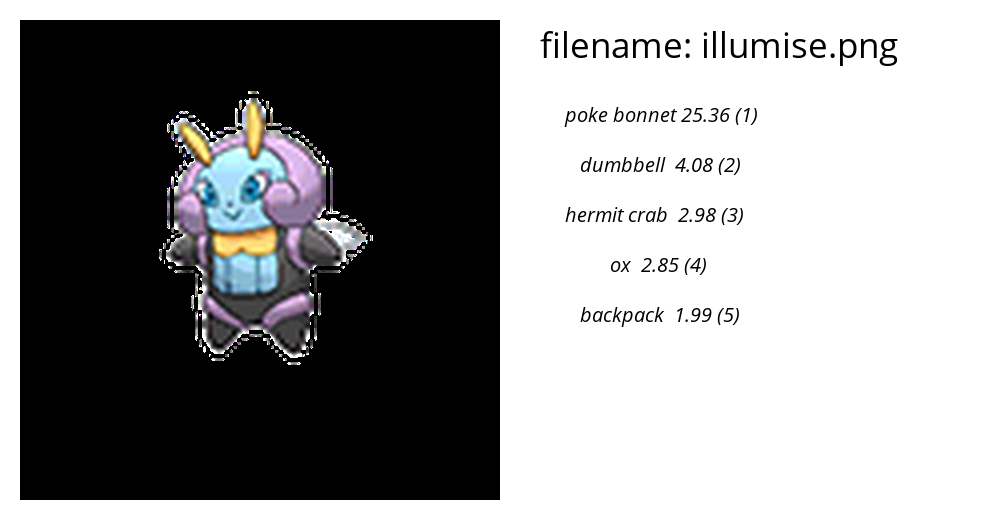 filename: illumise.png
poke bonnet 25.36 (1)
dumbbell 4.08 (2)
hermit crab 2.98 (3)
ox 2.85 (4)
backpack 1.99 (5)